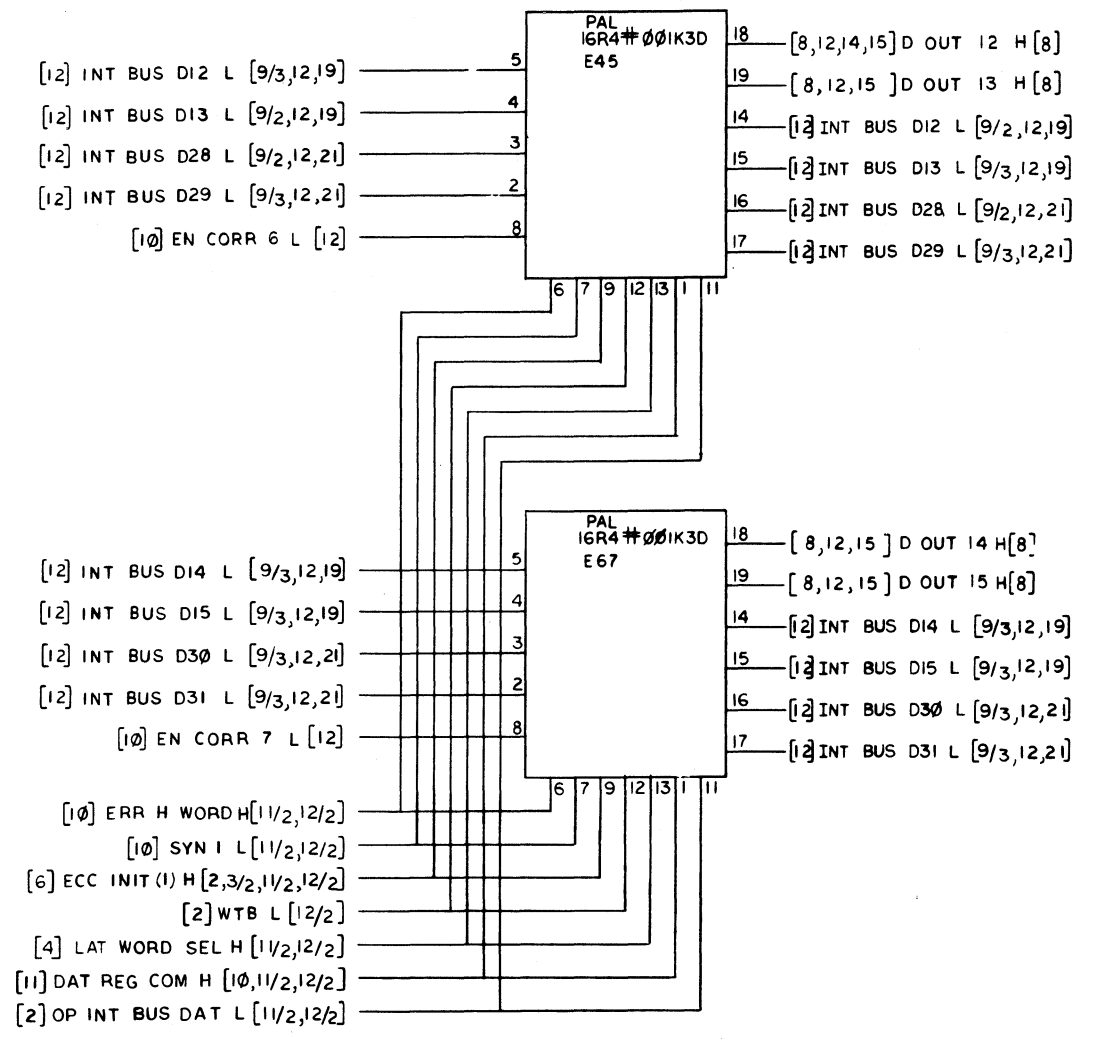 PAL
16R4#ØØ1K3D
E45
[12] INT BUS D12 L [9/3,12,19]
5
[12] INT BUS D13 L [9/2,12,19]
4
[12] INT BUS D28 L [9/2,12,21]
3
[12] INT BUS D29 L [9/3,12,21]
2
[1Ø] EN CORR 6 L [12]
8
18
[8,12,14,15] D OUT 12 H [8]
19
[8,12,15 ] D OUT 13 H [8]
14
[12] INT BUS D12 L [9/2,12,19]
15
[12] INT BUS D13 L [9/3,12,19]
16
[12] INT BUS D28 L [9/2,12,21]
17
[12] INT BUS D29 L [9/3,12,21]
6 7 9 12 13 1 11
PAL
16R4#ØØ1K3D
E67
[12] INT BUS D14 L [9/3,12,19]
5
[12] INT BUS D15 L [9/3,12,19]
4
[12] INT BUS D3Ø L [9/3,12,21]
3
[12] INT BUS D31 L [9/3,12,21]
2
[1Ø] EN CORR 7 L [12]
8
18
[ 8,12,15 ] D OUT 14 H[8]
19
[ 8,12,15 ] D OUT 15 H[8]
14
[12] INT BUS D14 L [9/3,12,19]
15
[12] INT BUS D15 L [9/3,12,19]
16
[12] INT BUS D3Ø L [9/3,12,21]
17
[12] INT BUS D31 L [9/3,12,21]
6 7 9 12 13 1 11
[1Ø] ERR H WORD H[11/2,12/2]
[1Ø] SYN 1 L[11/2,12/2]
[6] ECC INIT (1) H [2,3/2,11/2,12/2]
[2] WTB L [12/2]
[4] LAT WORD SEL H [11/2,12/2]
[11] DAT REG COM H [1Ø,11/2,12/2]
[2] OP INT BUS DAT L [11/2,12/2]